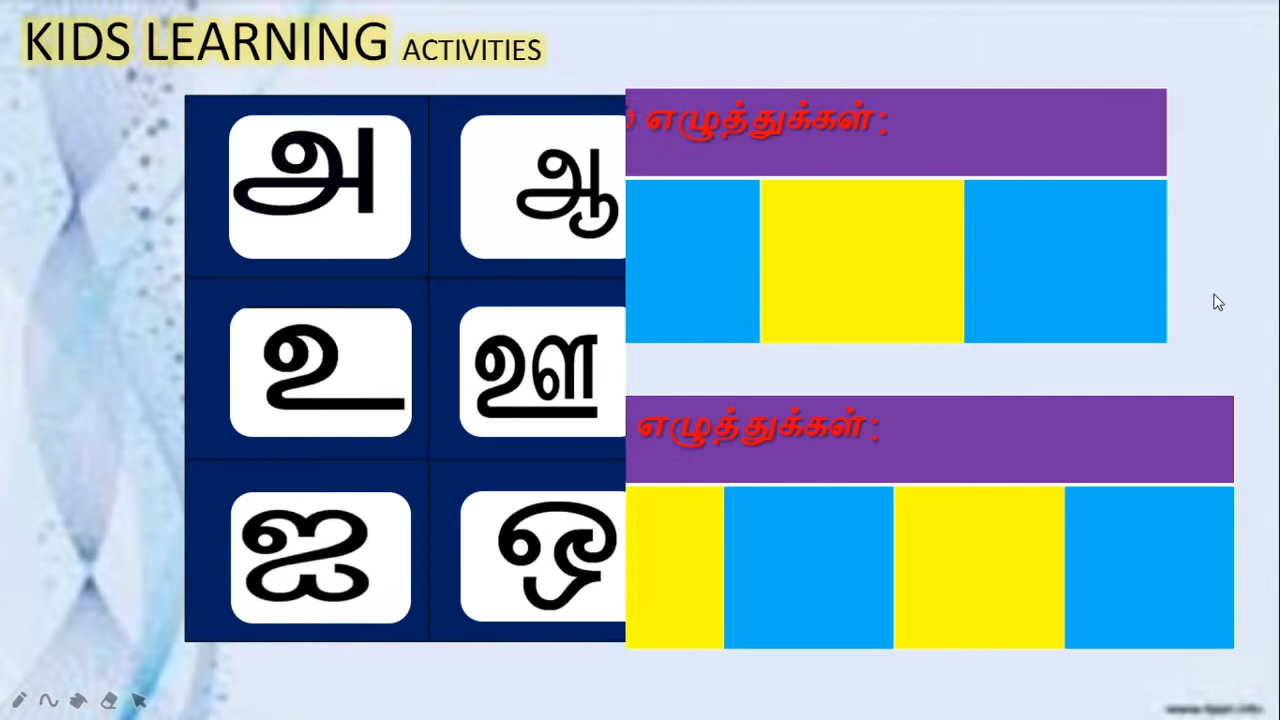 KIDS LEARNING ACTIVITIES
அ ஆ
எழுத்துக்கள்:
உ ஊ
எழுத்துக்கள்:
ஐ ஒ